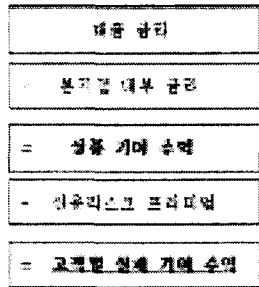 대출 금리
- 본지점 대부 금리
= 상품 기여 수익
- 신용리스크 프리미엄
= 고객별 실제 기여 수익